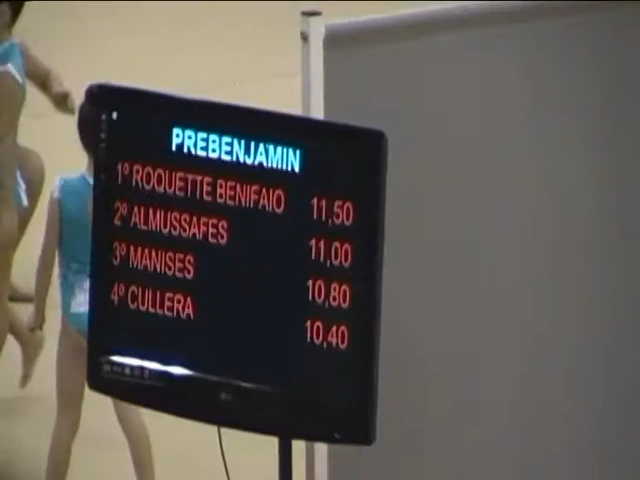 PREBENJAMIN
1º ROQUETTE BENIFAIO 11,50
2º ALMUSSAFES 11,00
3º MANISES 10,80
4º CULLERA 10,40